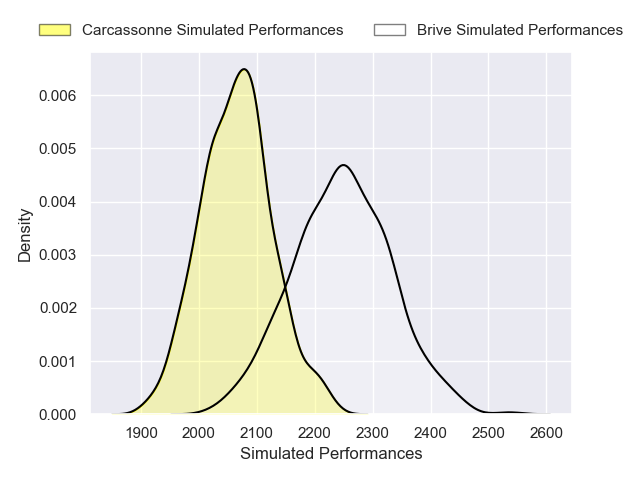 Carcassonne Simulated Performances Brive Simulated Performances
0.006
0.005
0.004
0.003
0.002
0.001
0.000
Density
1900 2000 2100 2200 2300 2400 2500 2600
Simulated Performances